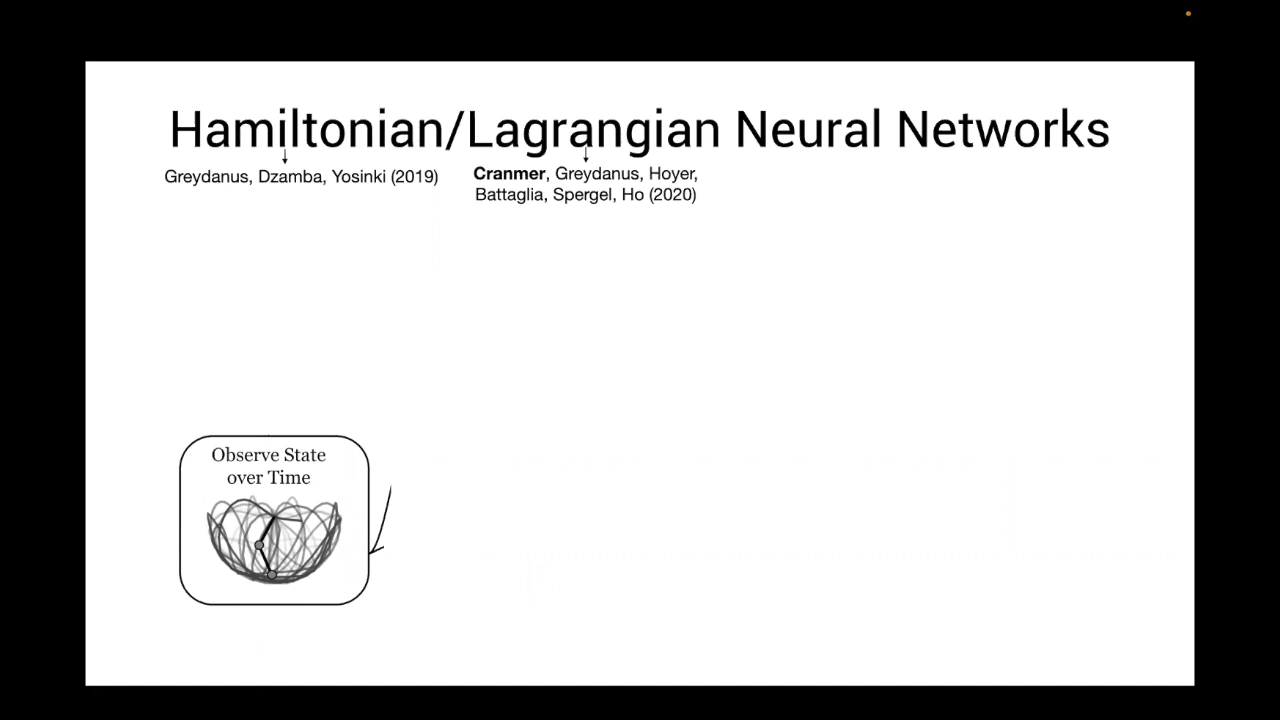 Hamiltonian/Lagrangian Neural Networks
Greydanus, Dzamba, Yosinki (2019)
Cranmer, Greydanus, Hoyer,
Battaglia, Spergel, Ho (2020)
Observe State
over Time